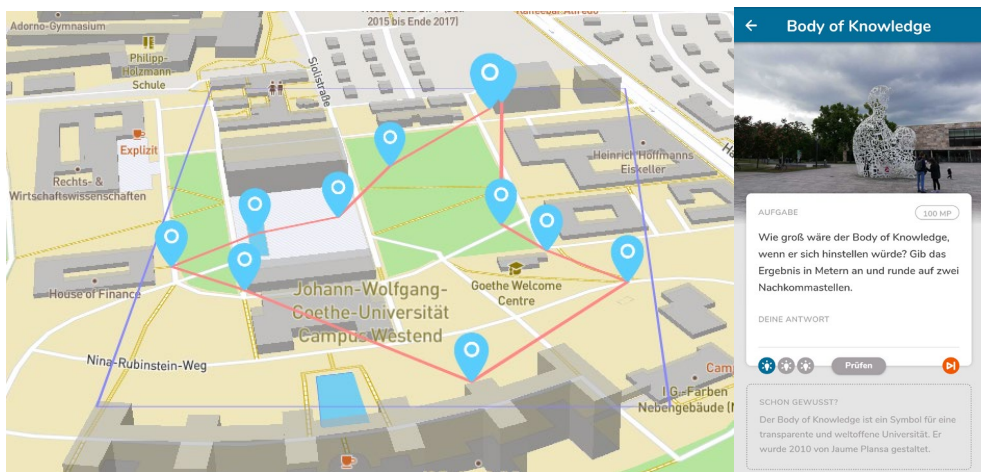 2015 bis Ende 2017)
Adorno-Gymnasium
Philipp-
Holzmann-
Schule
Siolistraße
Explizit
Rechts- &
Wirtschaftswissenschaften
Heinrich Hoffmanns
Eiskeller
House of Finance
Goethe Welcome
Centre
Johann-Wolfgang-
Goethe-Universität
Campus Westend
Nina-Rubinstein-Weg
I.G.-Farben
Nebengebäude
Body of Knowledge
AUFGABE
100 MP
Wie groß wäre der Body of Knowledge,
wenn er sich hinstellen würde? Gib das
Ergebnis in Metern an und runde auf zwei
Nachkommastellen.
DEINE ANTWORT
Prüfen
SCHON GEWUSST?
Der Body of Knowledge ist ein Symbol für eine
transparente und weltoffene Universität. Er
wurde 2010 von Jaume Plansa gestaltet.